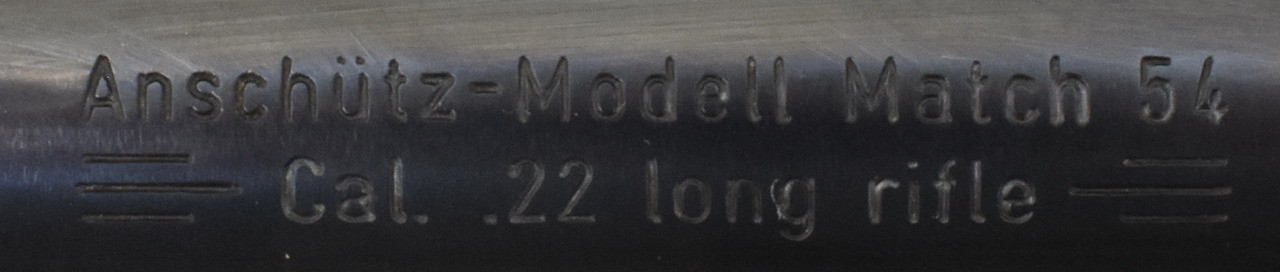 Anschütz-Modell Match 54
Cal. .22 long rifle